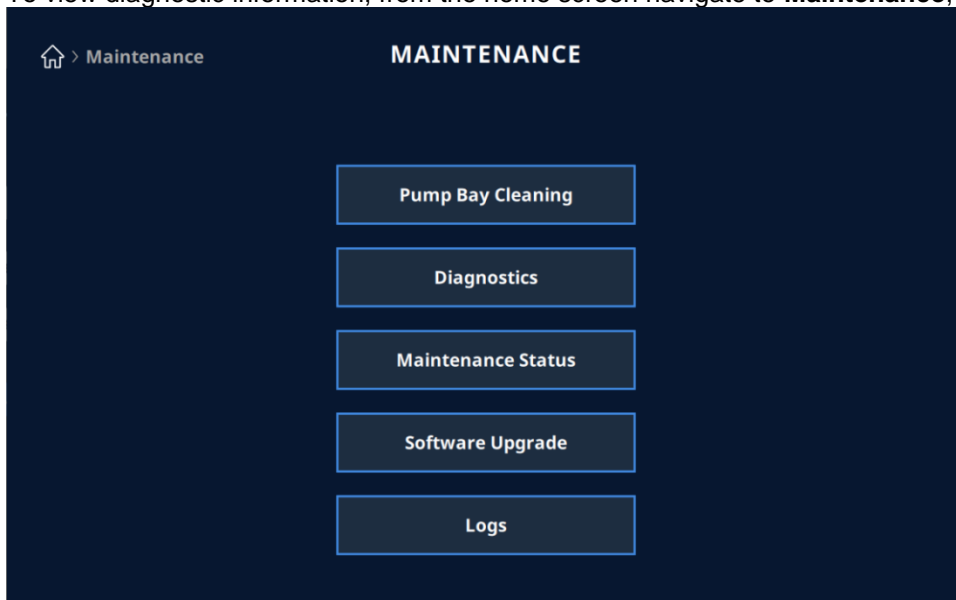 To view diagnostic information, from the home screen navigate to Maintenance,
> Maintenance
MAINTENANCE
Pump Bay Cleaning
Diagnostics
Maintenance Status
Software Upgrade
Logs